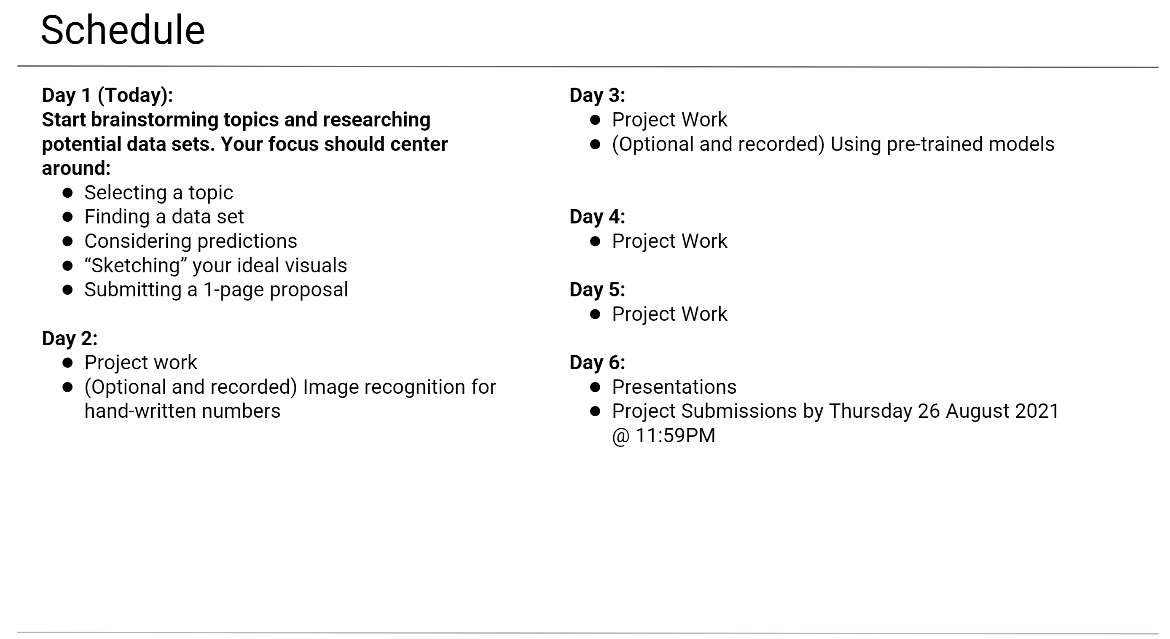 Schedule
Day 1 (Today):
Start brainstorming topics and researching
potential data sets. Your focus should center
around:
● Selecting a topic
● Finding a data set
● Considering predictions
● “Sketching” your ideal visuals
● Submitting a 1-page proposal
Day 2:
● Project work
● (Optional and recorded) Image recognition for
hand-written numbers
Day 3:
● Project Work
● (Optional and recorded) Using pre-trained models
Day 4:
● Project Work
Day 5:
● Project Work
Day 6:
● Presentations
● Project Submissions by Thursday 26 August 2021
@ 11:59PM